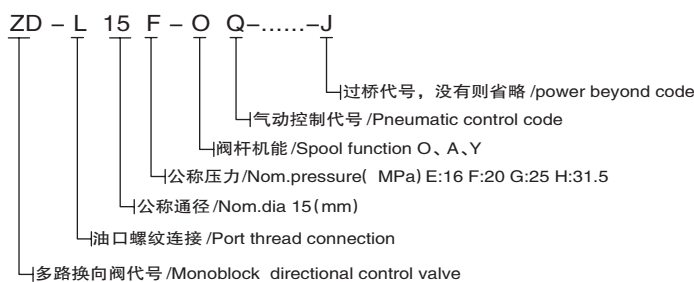 ZD-L 15 F-O Q-......-J
过桥代号，没有则省略/power beyond code
气动控制代号/Pneumatic control code
阀杆机能/Spool function O、A、Y
公称压力/Nom.pressure( MPa) E:16 F:20 G:25 H:31.5
公称通径/Nom.dia 15(mm)
油口螺纹连接/Port thread connection
多路换向阀代号/Monoblock directional control valve